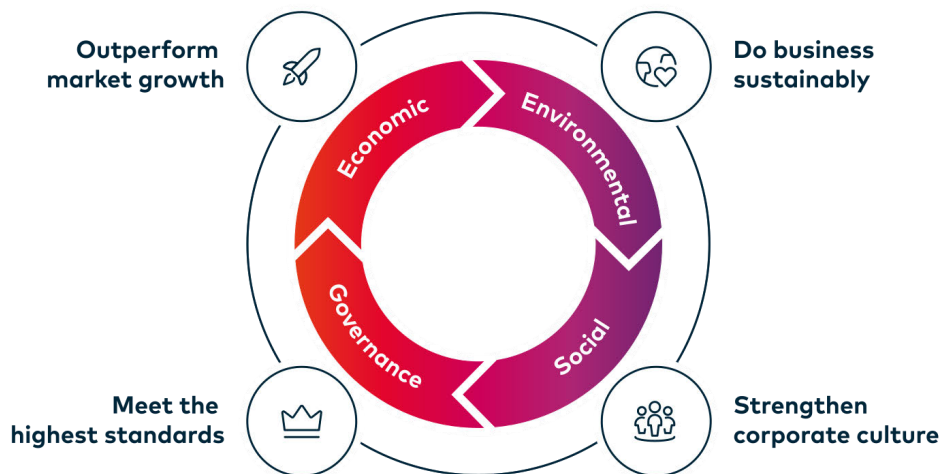 Outperform
market growth
Do business
sustainably
Economic
Environmental
Governance
Social
Meet the
highest standards
Strengthen
corporate culture